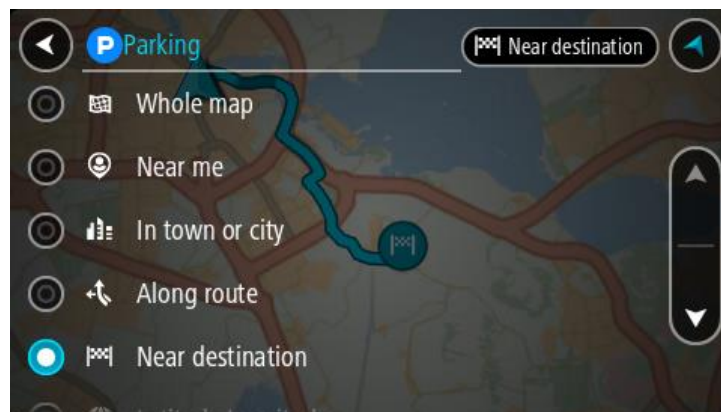 P Parking
Near destination
Whole map
Near me
In town or city
Along route
Near destination